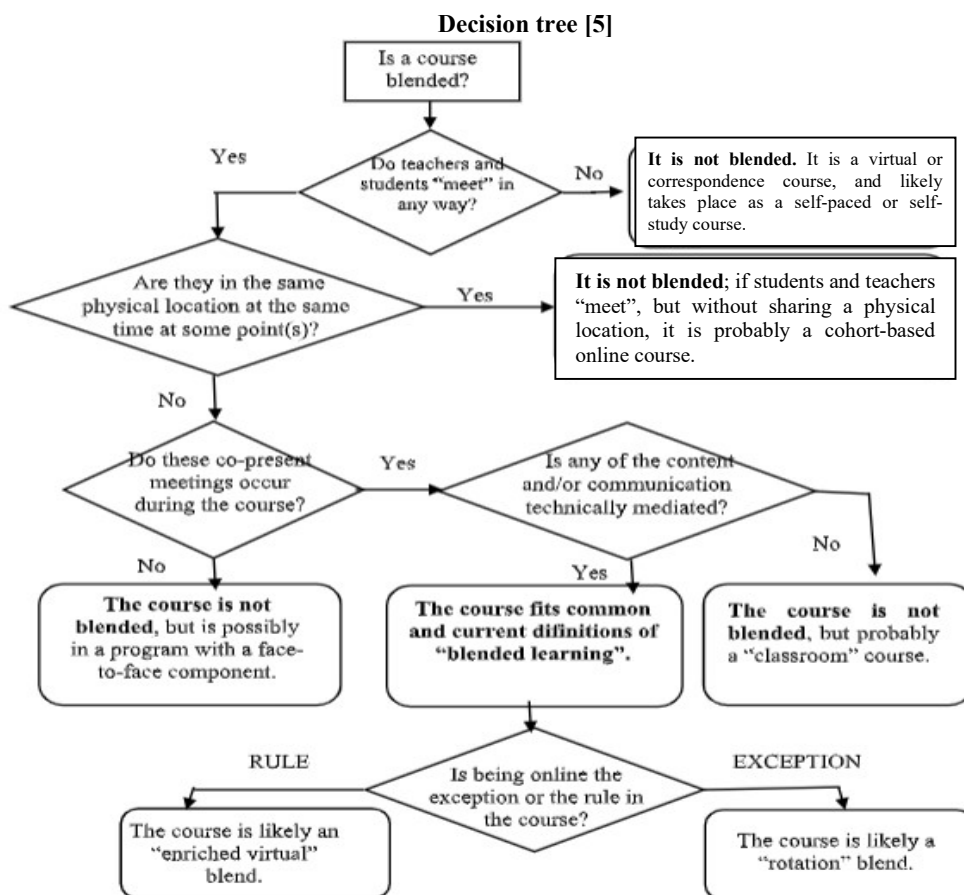 Decision tree [5]
Is a course
blended?
Yes
Do teachers and
students “meet” in
any way?
No
It is not blended. It is a virtual or
correspondence course, and likely
takes place as a self-paced or self-
study course.
Are they in the same
physical location at the same
time at some point(s)?
Yes
It is not blended; if students and teachers
“meet”, but without sharing a physical
location, it is probably a cohort-based
online course.
No
Do these co-present
meetings occur
during the course?
Yes
Is any of the content
and/or communication
technically mediated?
No
No
Yes
The course is not
blended, but is possibly
in a program with a face-
to-face component.
The course fits common
and current difinitions of
“blended learning”.
The course is not
blended, but probably
a “classroom” course.
RULE
Is being online the
exception or the rule in
the course?
EXCEPTION
The course is likely an
“enriched virtual”
blend.
The course is likely a
“rotation” blend.